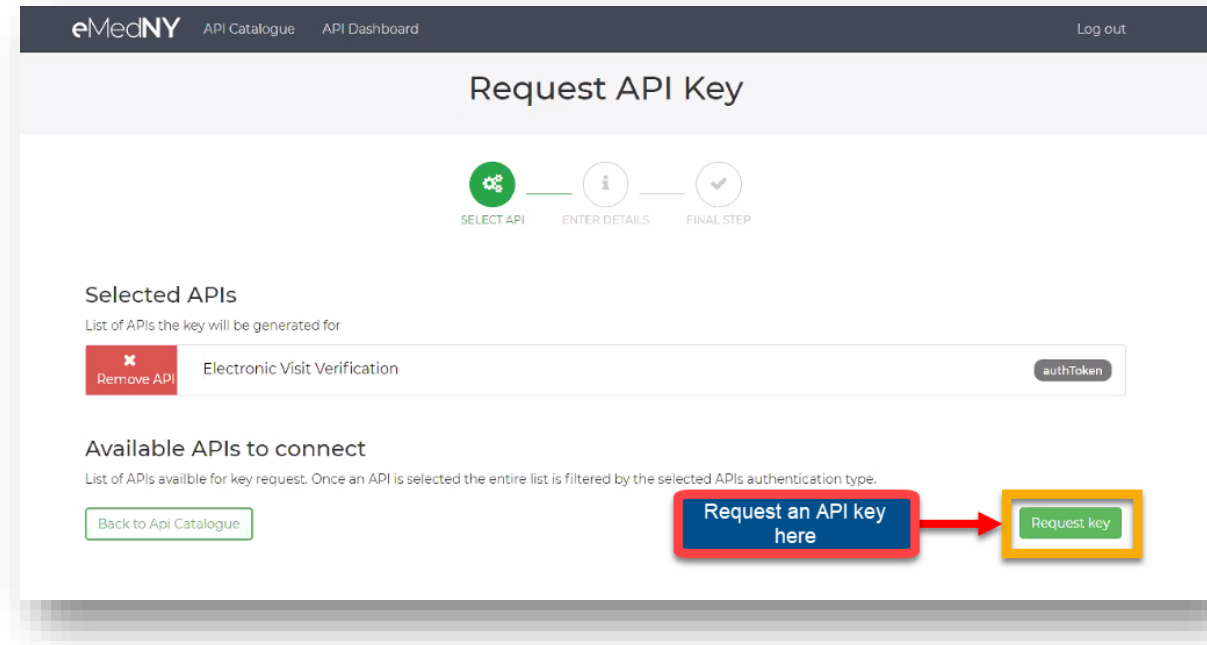 eMedNY API Catalogue API Dashboard Log out
Request API Key
SELECT API ENTER DETAILS FINAL STEP
Selected APIs
List of APIs the key will be generated for
Remove API Electronic Visit Verification authToken
Available APIs to connect
List of APIs availble for key request. Once an API is selected the entire list is filtered by the selected APIs authentication type.
Back to Api Catalogue
Request an API key
here
Request key